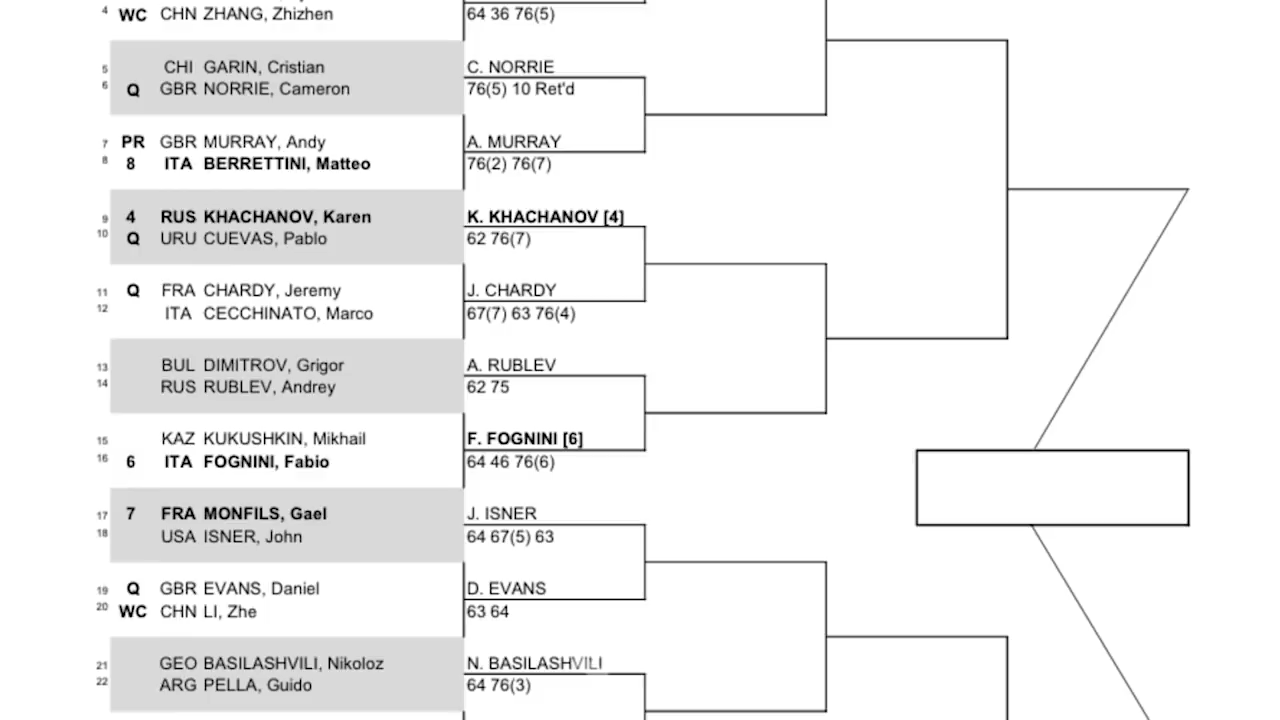 4 WC CHN ZHANG, Zhizhen 64 36 76(5)
5 CHI GARIN, Cristian C. NORRIE
6 Q GBR NORRIE, Cameron 76(5) 10 Ret'd
7 PR GBR MURRAY, Andy A. MURRAY
8 8 ITA BERRETTINI, Matteo 76(2) 76(7)
9 4 RUS KHACHANOV, Karen K. KHACHANOV [4]
10 Q URU CUEVAS, Pablo 62 76(7)
11 Q FRA CHARDY, Jeremy J. CHARDY
12 ITA CECCHINATO, Marco 67(7) 63 76(4)
13 BUL DIMITROV, Grigor A. RUBLEV
14 RUS RUBLEV, Andrey 62 75
15 KAZ KUKUSHKIN, Mikhail F. FOGNINI [6]
16 6 ITA FOGNINI, Fabio 64 46 76(6)
17 7 FRA MONFILS, Gael J. ISNER
18 USA ISNER, John 64 67(5) 63
19 Q GBR EVANS, Daniel D. EVANS
20 WC CHN LI, Zhe 63 64
21 GEO BASILASHVILI, Nikoloz N. BASILASHVILI
22 ARG PELLA, Guido 64 76(3)